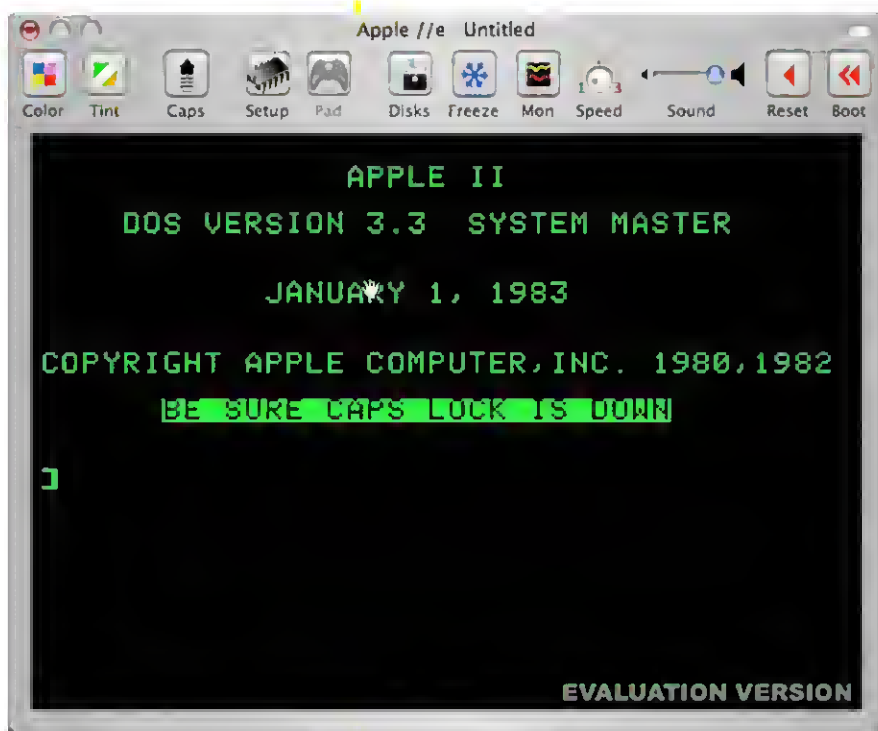 Apple //e Untitled
Color Tint Caps Setup Pad Disks Freeze Mon 1 Speed 3 Sound Reset Boot
APPLE II
DOS VERSION 3.3 SYSTEM MASTER
JANUARY 1, 1983
COPYRIGHT APPLE COMPUTER,INC. 1980,1982
BE SURE CAPS LOCK IS DOWN
]
EVALUATION VERSION